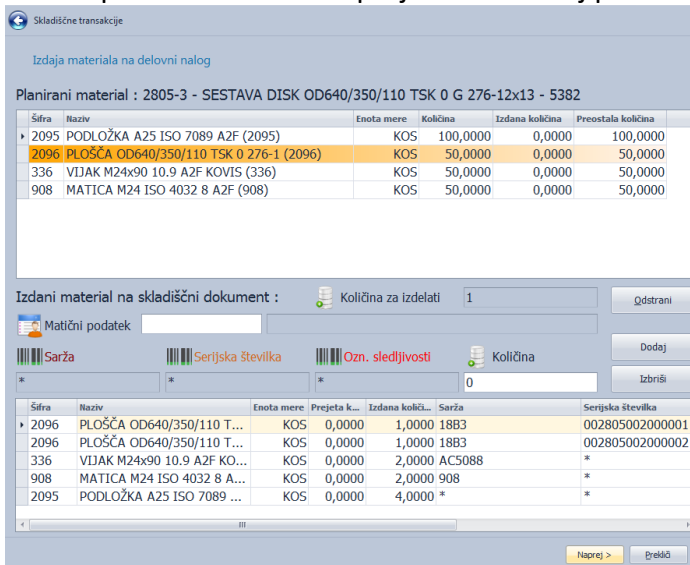 Skladiščne transakcije
Izdaja materiala na delovni nalog
Planirani material : 2805-3 - SESTAVA DISK OD640/350/110 TSK 0 G 276-12x13 - 5382
Šifra Naziv Enota mere Količina Izdana količina Preostala količina
2095 PODLOŽKA A25 ISO 7089 A2F (2095) KOS 100,0000 0,0000 100,0000
2096 PLOŠČA OD640/350/110 TSK 0 276-1 (2096) KOS 50,0000 0,0000 50,0000
336 VIJAK M24x90 10.9 A2F KOVIS (336) KOS 50,0000 0,0000 50,0000
908 MATICA M24 ISO 4032 8 A2F (908) KOS 50,0000 0,0000 50,0000
Izdani material na skladiščni dokument : Količina za izdelati 1 Odstrani
Matični podatek
Dodaj
Sarža Serijska številka Ozn. sledljivosti Količina
* * * 0 Izbriši
Šifra Naziv Enota mere Prejeta k... Izdana količi... Sarža Serijska številka
2096 PLOŠČA OD640/350/110 T... KOS 0,0000 1,0000 18B3 002805002000001
2096 PLOŠČA OD640/350/110 T... KOS 0,0000 1,0000 18B3 002805002000002
336 VIJAK M24x90 10.9 A2F KO... KOS 0,0000 2,0000 AC5088 *
908 MATICA M24 ISO 4032 8 A... KOS 0,0000 2,0000 908 *
2095 PODLOŽKA A25 ISO 7089 ... KOS 0,0000 4,0000 * *
Naprej > Prekliči